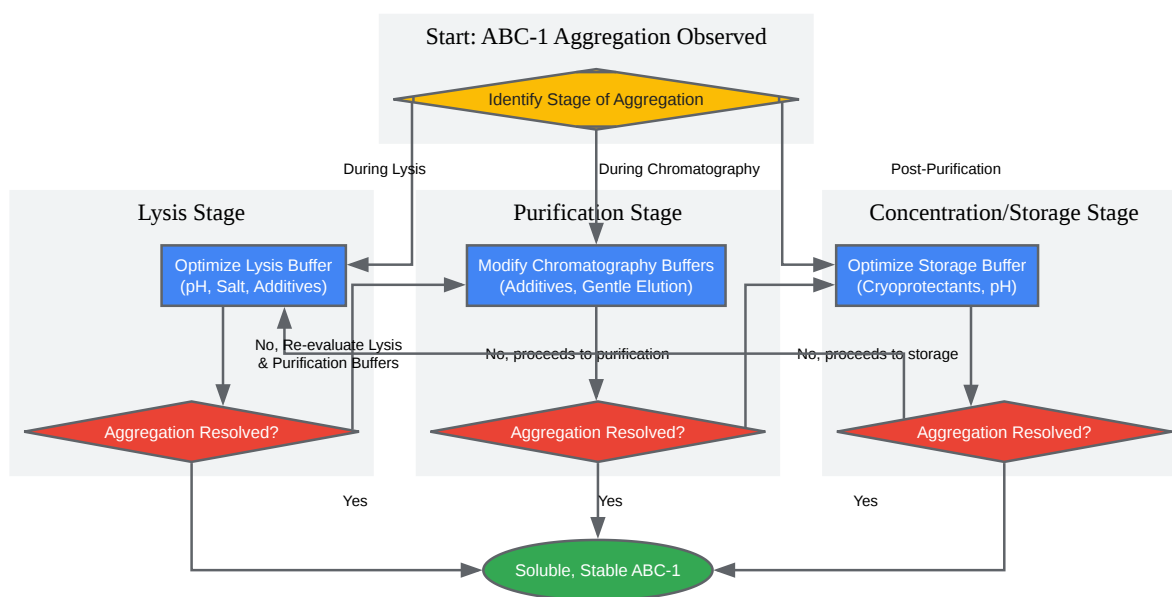 Start: ABC-1 Aggregation Observed
Identify Stage of Aggregation
During Lysis
During Chromatography
Post-Purification
Lysis Stage
Purification Stage
Concentration/Storage Stage
Optimize Lysis Buffer
(pH, Salt, Additives)
Modify Chromatography Buffers
(Additives, Gentle Elution)
Optimize Storage Buffer
(Cryoprotectants, pH)
No, Re-evaluate Lysis
& Purification Buffers
No, proceeds to purification
No, proceeds to storage
Aggregation Resolved?
Aggregation Resolved?
Aggregation Resolved?
Yes
Yes
Yes
Soluble, Stable ABC-1